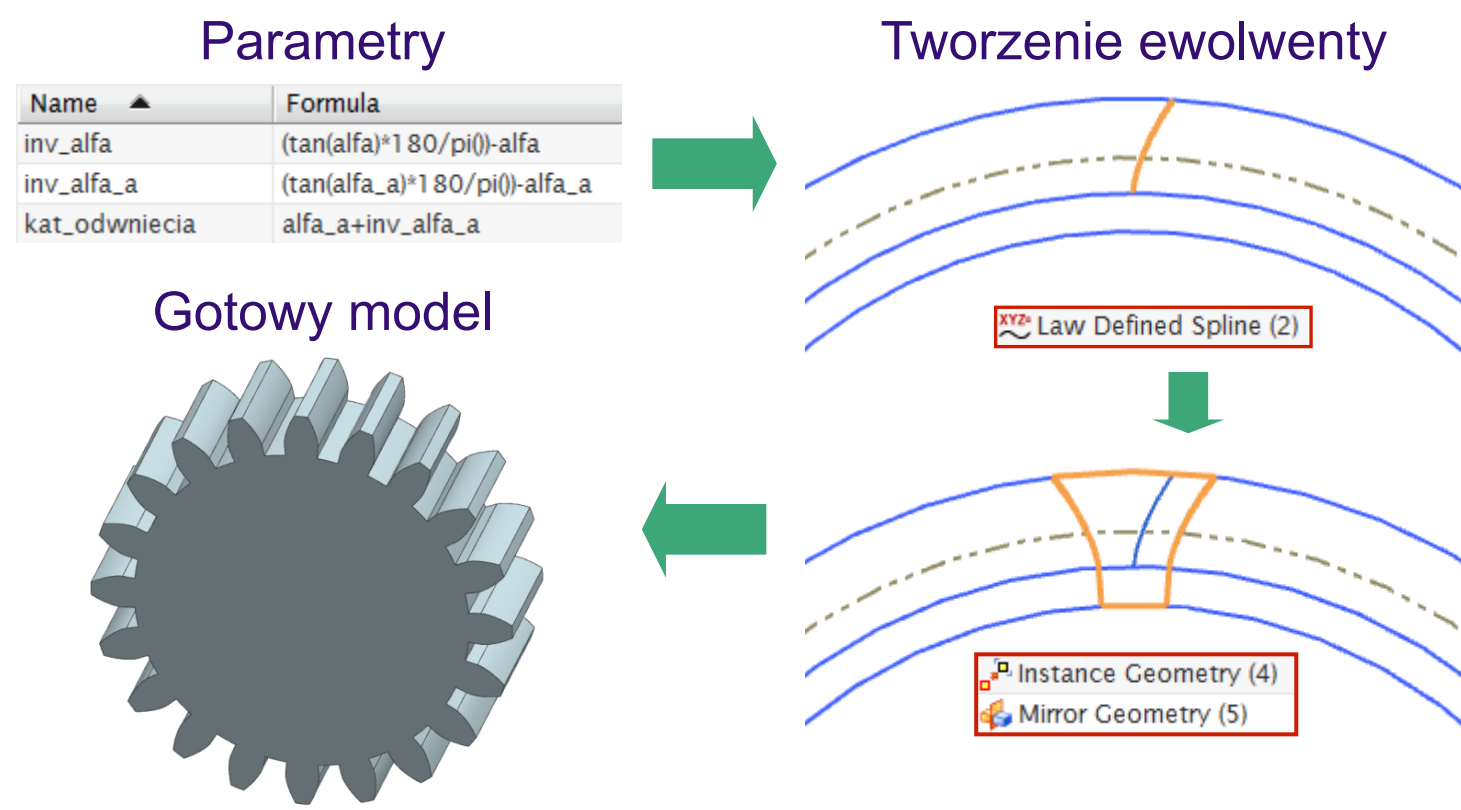 Parametry
Name ▲ Formula
inv_alfa (tan(alfa)*180/pi())-alfa
inv_alfa_a (tan(alfa_a)*180/pi())-alfa_a
kat_odwniecia alfa_a+inv_alfa_a
Tworzenie ewolwenty
XYZ= Law Defined Spline (2)
Instance Geometry (4)
Mirror Geometry (5)
Gotowy model